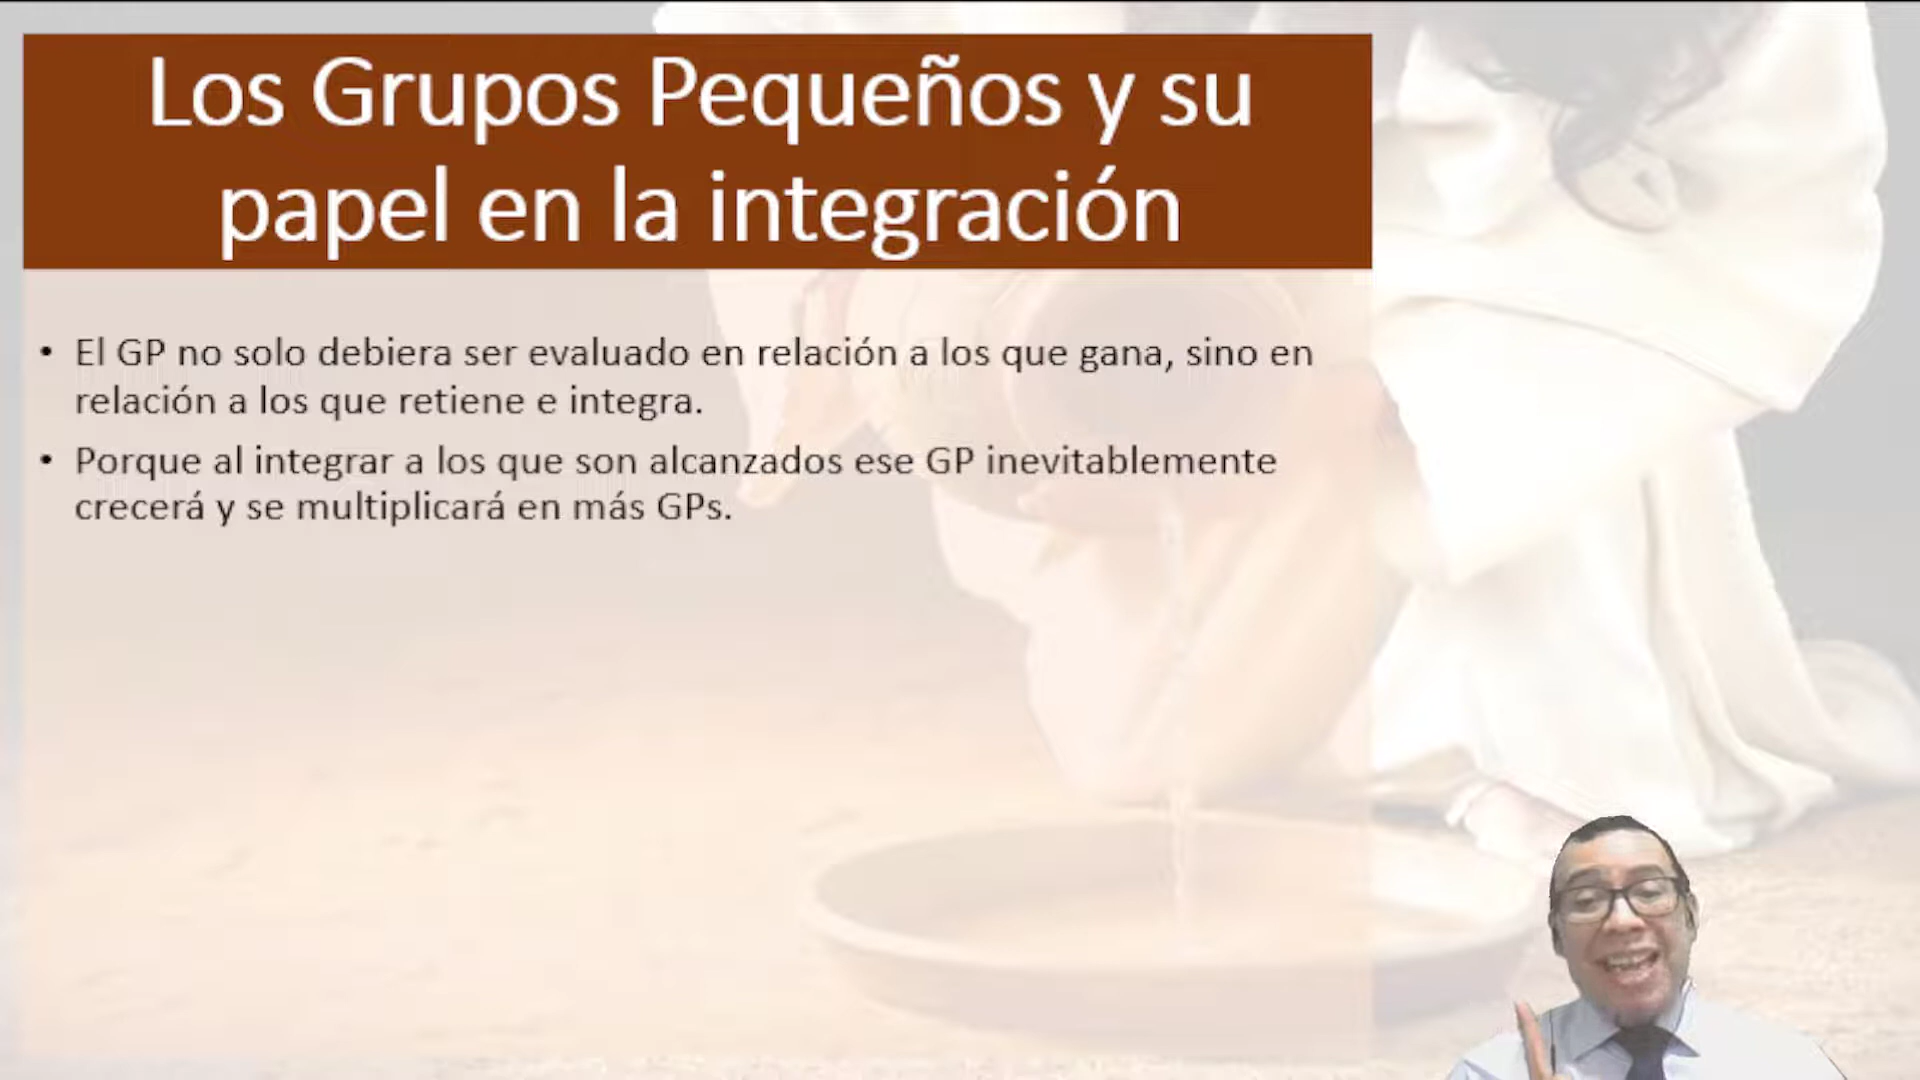 Los Grupos Pequeños y su
papel en la integración
• El GP no solo debiera ser evaluado en relación a los que gana, sino en
relación a los que retiene e integra.
• Porque al integrar a los que son alcanzados ese GP inevitablemente
crecerá y se multiplicará en más GPs.